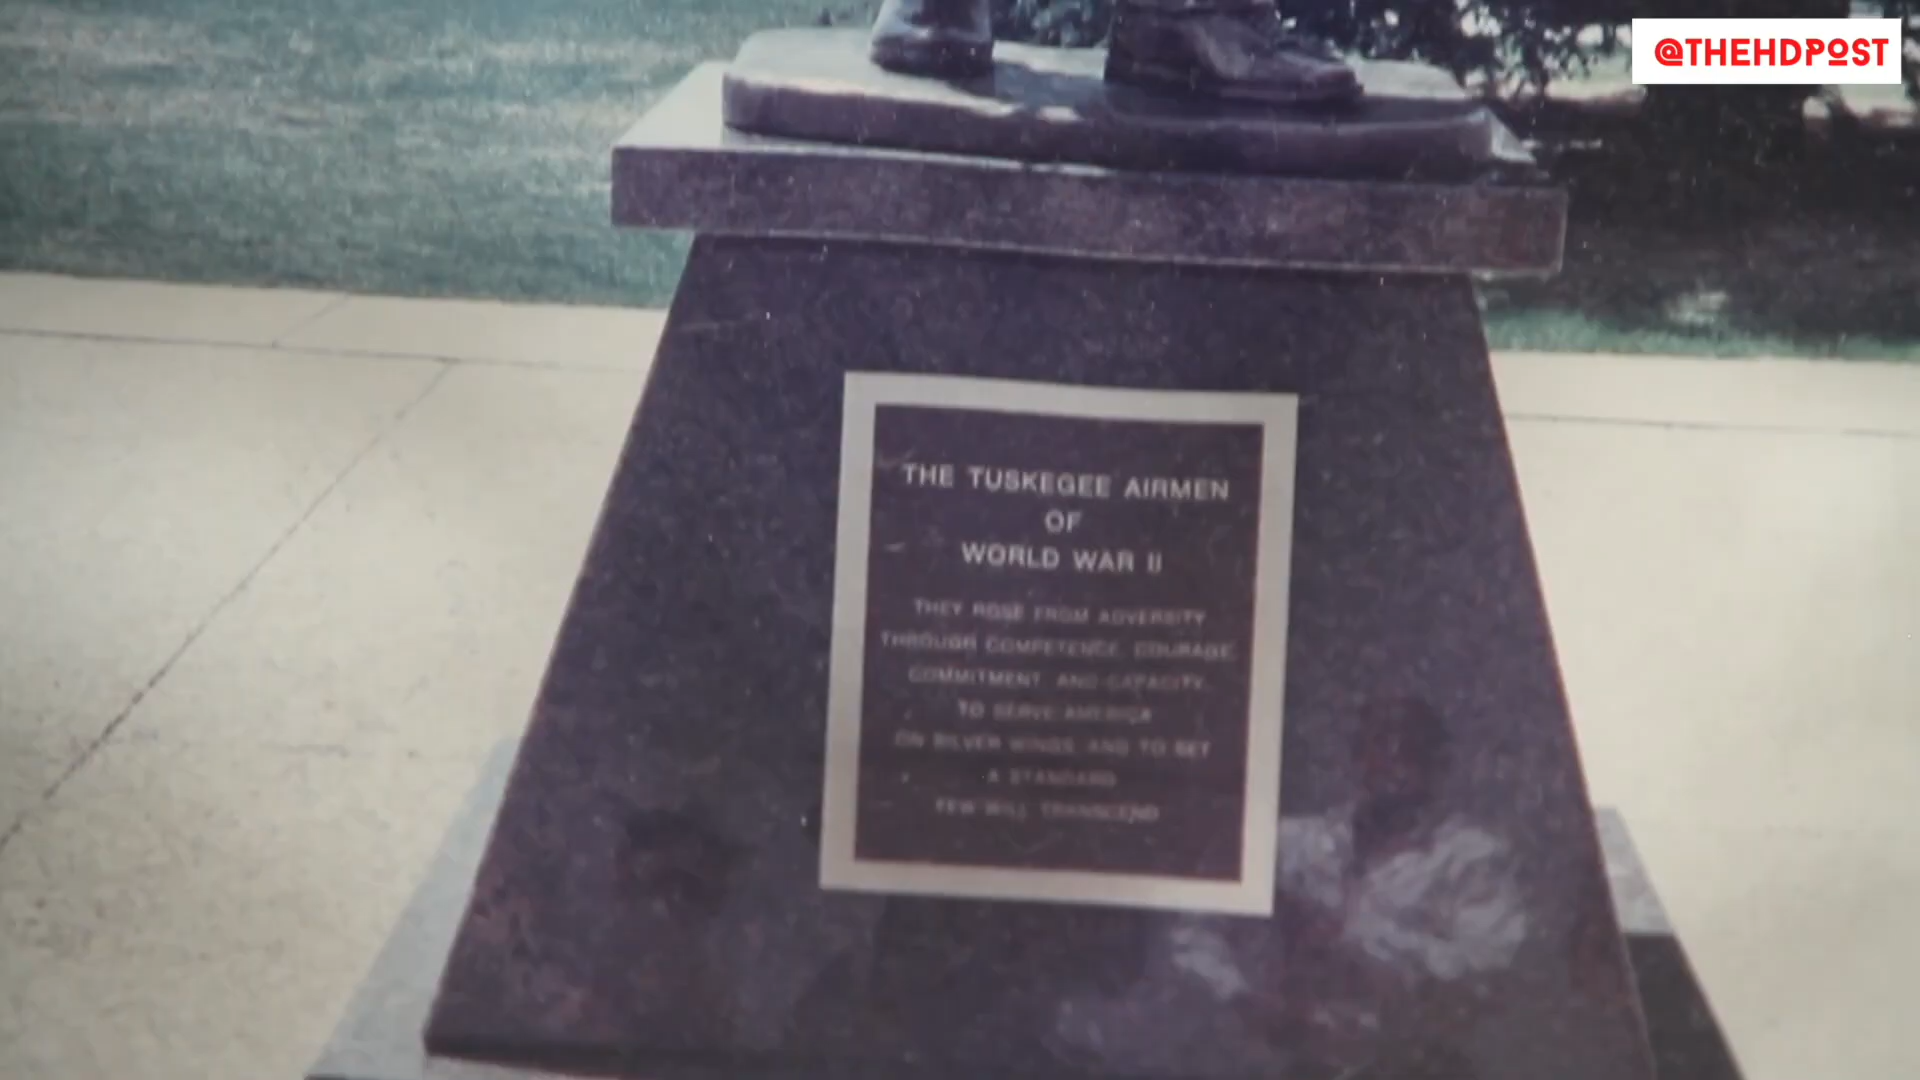 @THEHDPOST
THE TUSKEGEE AIRMEN
OF
WORLD WAR II
THEY ROSE FROM ADVERSITY
THROUGH COMPETENCE, COURAGE,
COMMITMENT, AND CAPACITY,
TO SERVE AMERICA
ON SILVER WINGS, AND TO SET
A STANDARD
FEW WILL TRANSCEND